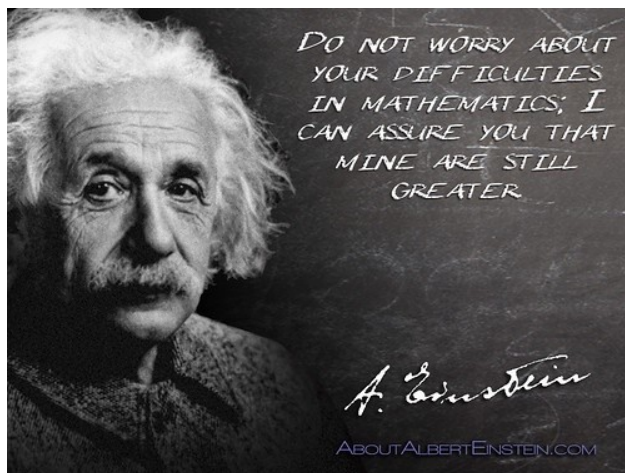 DO NOT WORRY ABOUT
YOUR DIFFICULTIES
IN MATHEMATICS; I
CAN ASSURE YOU THAT
MINE ARE STILL
GREATER
A. Einstein
ABOUTALBERTEINSTEIN.COM